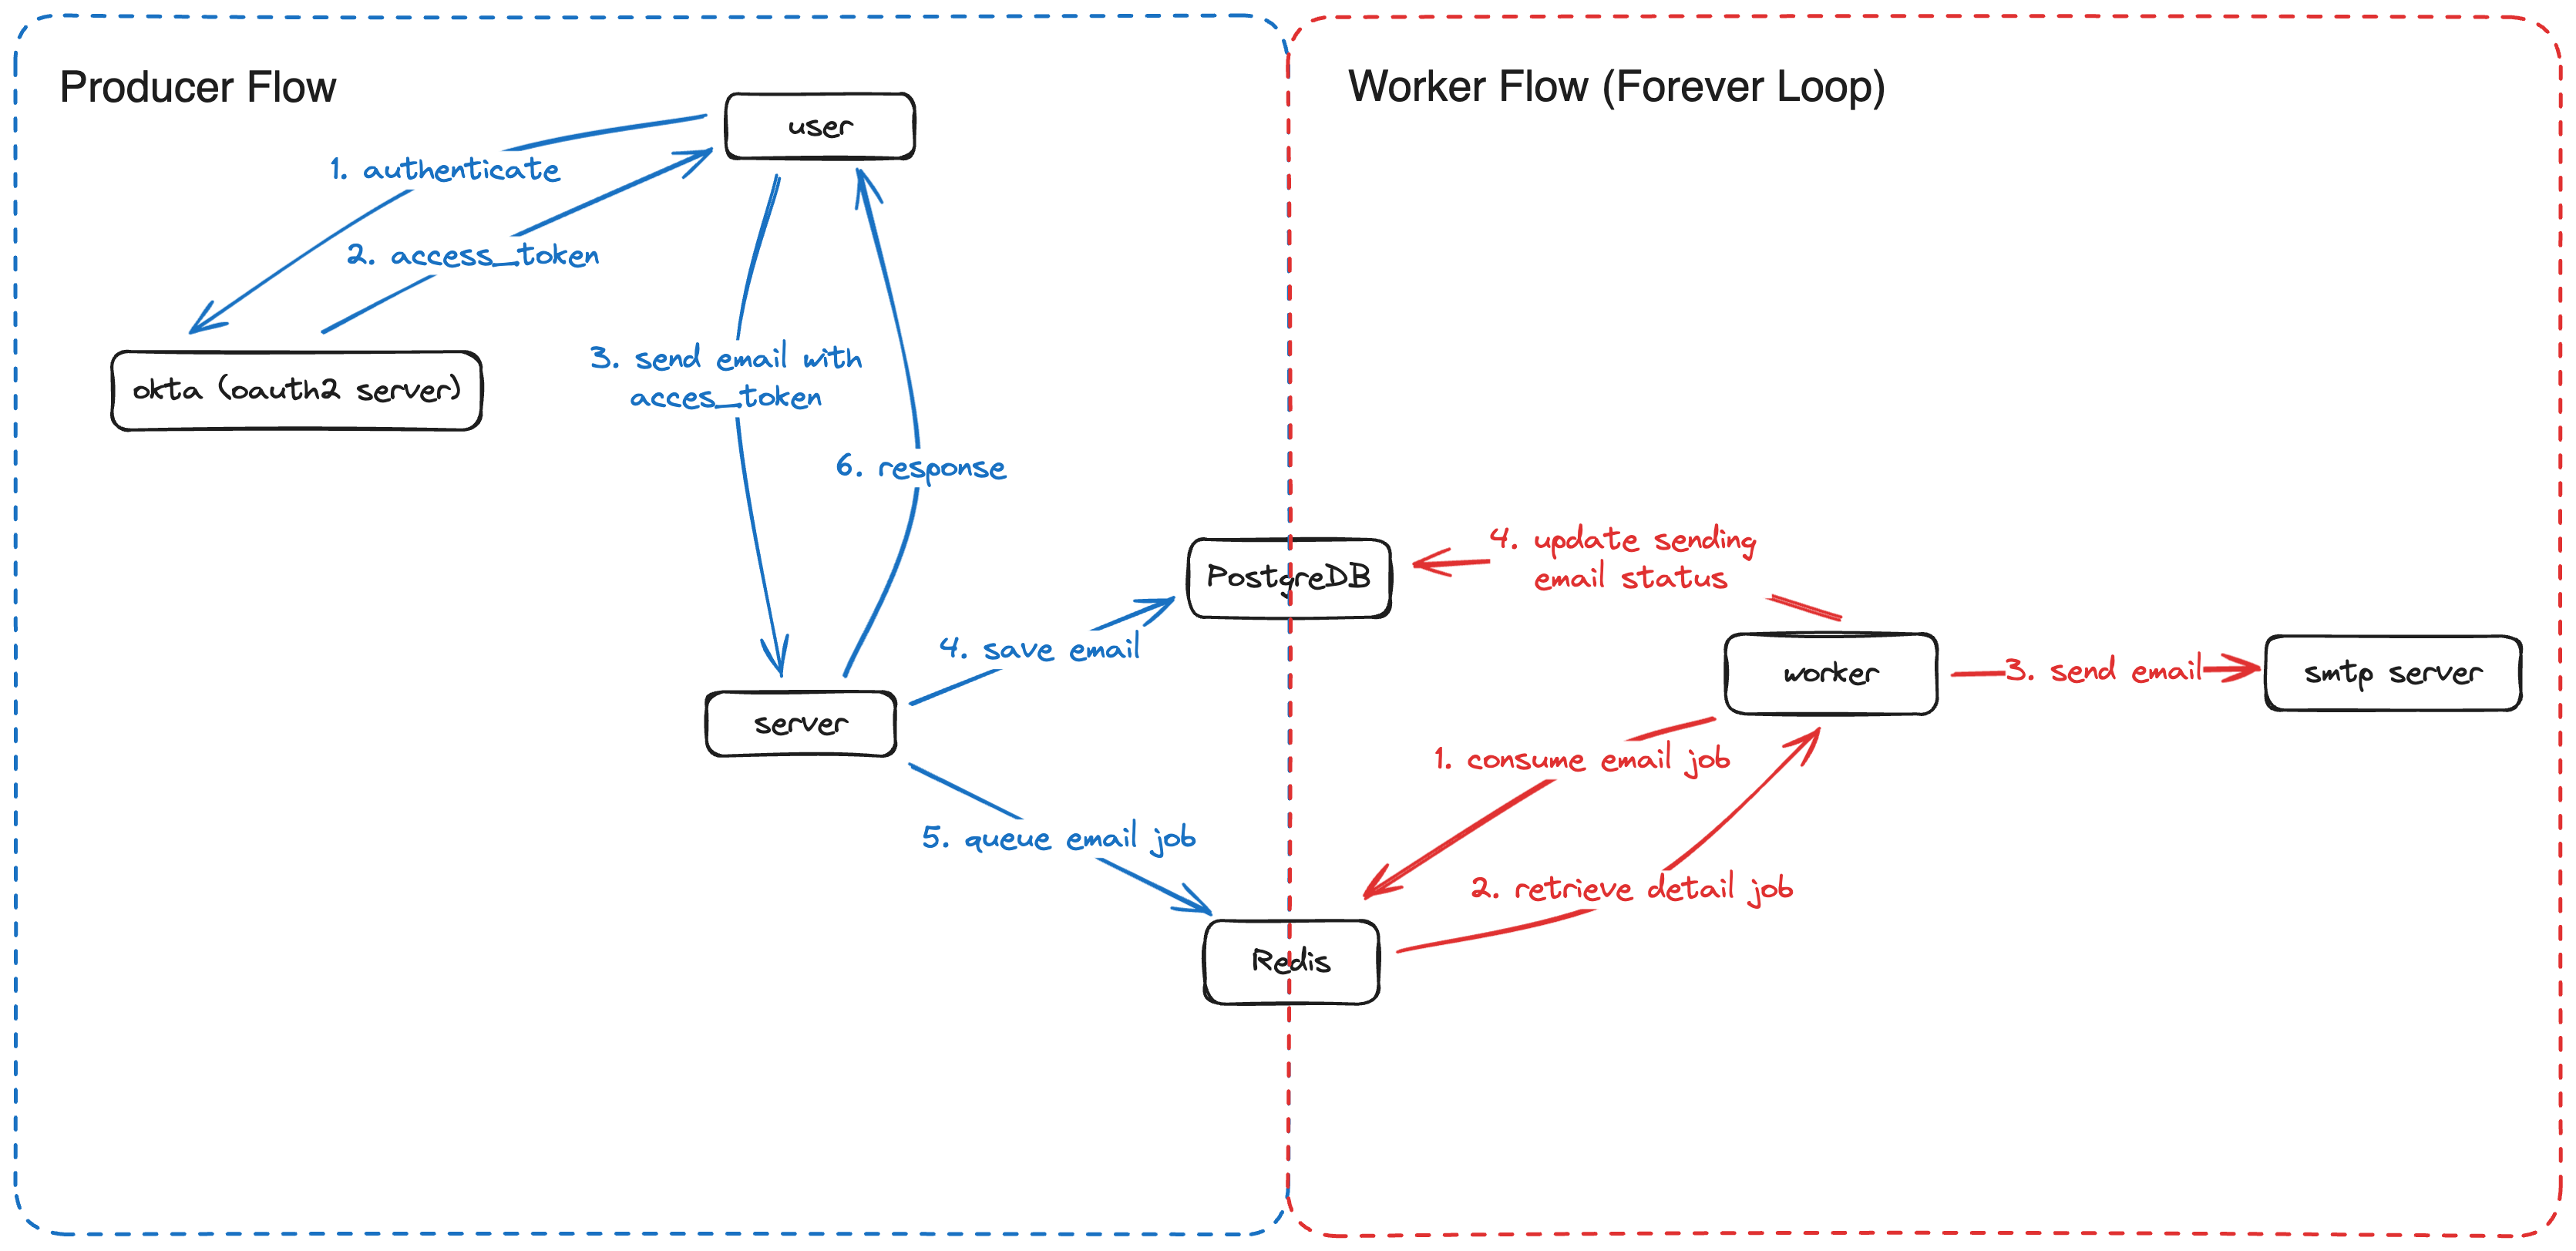 Producer Flow
user
1. authenticate
2. access_token
okta (oauth2 server)
3. send email with
acces_token
6. response
server
4. save email
5. queue email job
PostgreDB
Redis
Worker Flow (Forever Loop)
4. update sending
email status
worker
3. send email
smtp server
1. consume email job
2. retrieve detail job